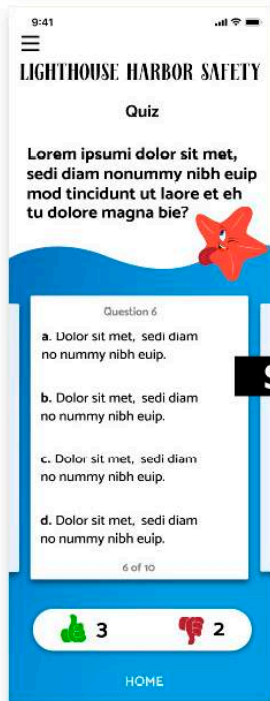 9:41
LIGHTHOUSE HARBOR SAFETY
Quiz
Lorem ipsumi dolor sit met,
sedi diam nonummy nibh euip
mod tincidunt ut laore et eh
tu dolore magna bie?
Question 6
a. Dolor sit met, sedi diam
no nummy nibh euip.
S
b. Dolor sit met, sedi diam
no nummy nibh euip.
c. Dolor sit met, sedi diam
no nummy nibh euip.
d. Dolor sit met, sedi diam
no nummy nibh euip.
6 of 10
3
2
HOME